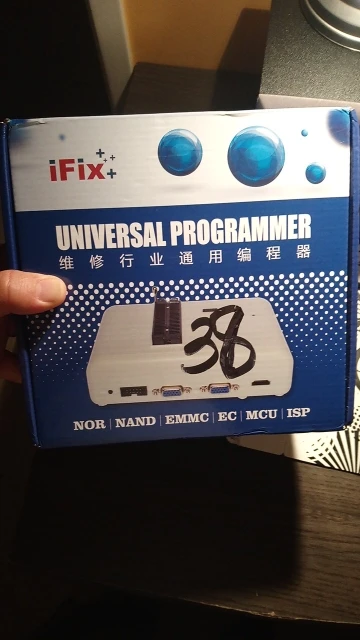 iFix
UNIVERSAL PROGRAMMER
维修行业通用编程器
38
NOR | NAND | EMMC | EC | MCU | ISP